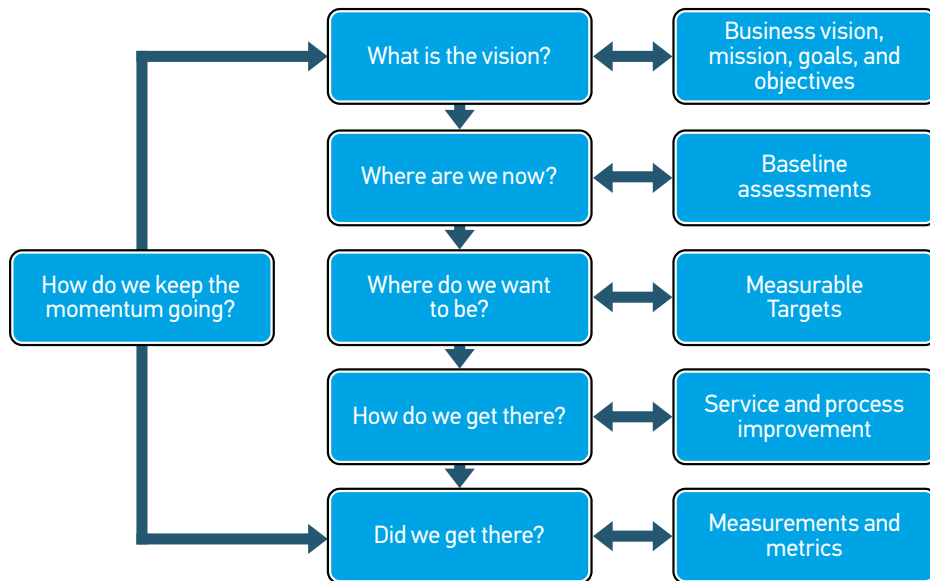 What is the vision?
Business vision,
mission, goals, and
objectives
Where are we now?
Baseline
assessments
How do we keep the
momentum going?
Where do we want
to be?
Measurable
Targets
How do we get there?
Service and process
improvement
Did we get there?
Measurements and
metrics